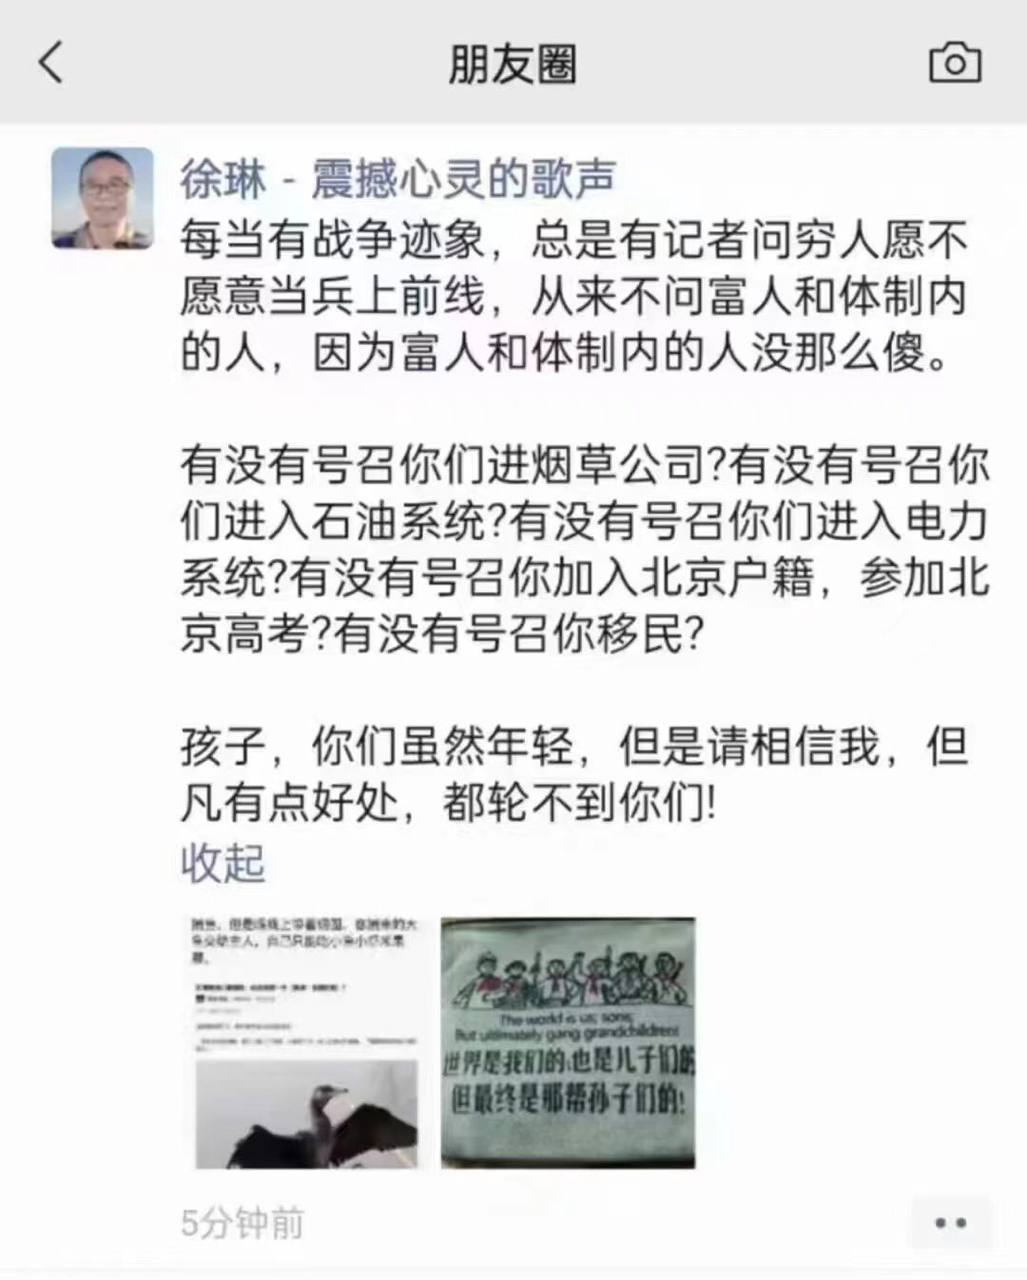 朋友圈
徐琳 - 震撼心灵的歌声
每当有战争迹象，总是有记者问穷人愿不
愿意当兵上前线，从来不问富人和体制内
的人，因为富人和体制内的人没那么傻。
有没有号召你们进烟草公司?有没有号召你
们进入石油系统?有没有号召你们进入电力
系统?有没有号召你加入北京户籍，参加北
京高考?有没有号召你移民?
孩子，你们虽然年轻，但是请相信我，但
凡有点好处，都轮不到你们!
收起
The world is us; sons;
But ultimately gang grandchildren!
世界是我们的，也是儿子们的
但最终是那帮孙子们的!
5分钟前